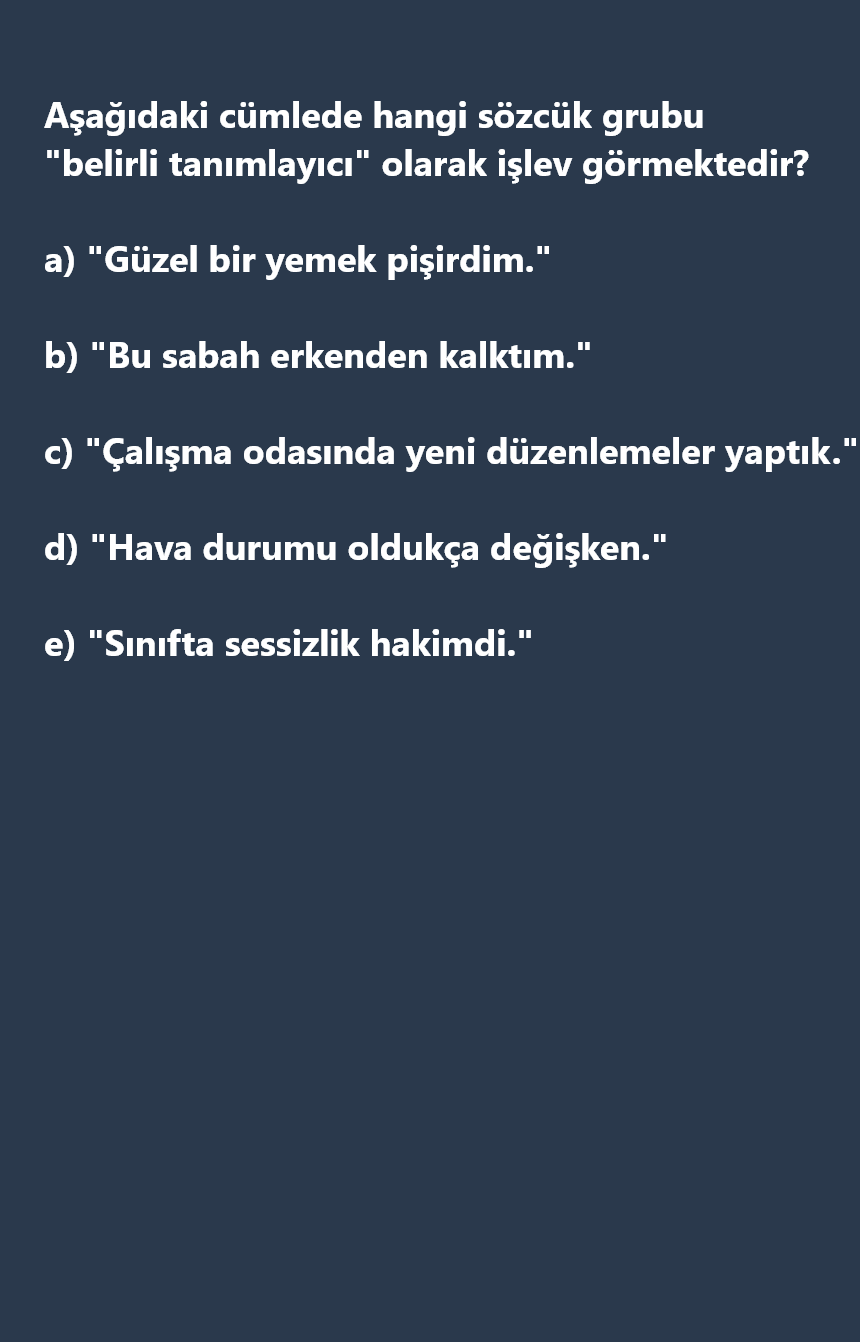 Aşağıdaki cümlede hangi sözcük grubu
"belirli tanımlayıcı" olarak işlev görmektedir?
a) "Güzel bir yemek pişirdim."
b) "Bu sabah erkenden kalktım."
c) "Çalışma odasında yeni düzenlemeler yaptık."
d) "Hava durumu oldukça değişken."
e) "Sınıfta sessizlik hakimdi."